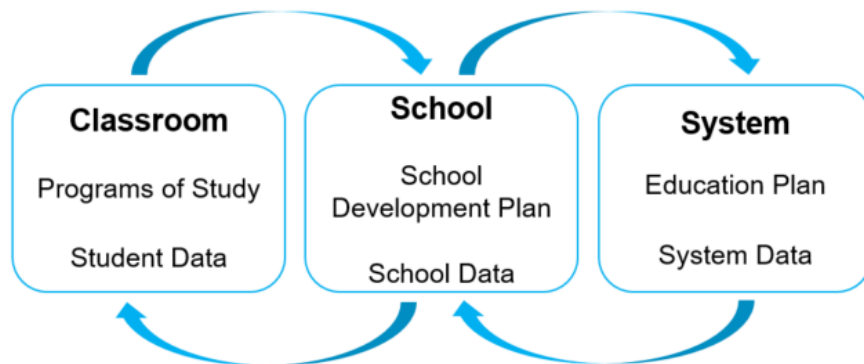 Classroom
Programs of Study
Student Data
School
School
Development Plan
School Data
System
Education Plan
System Data